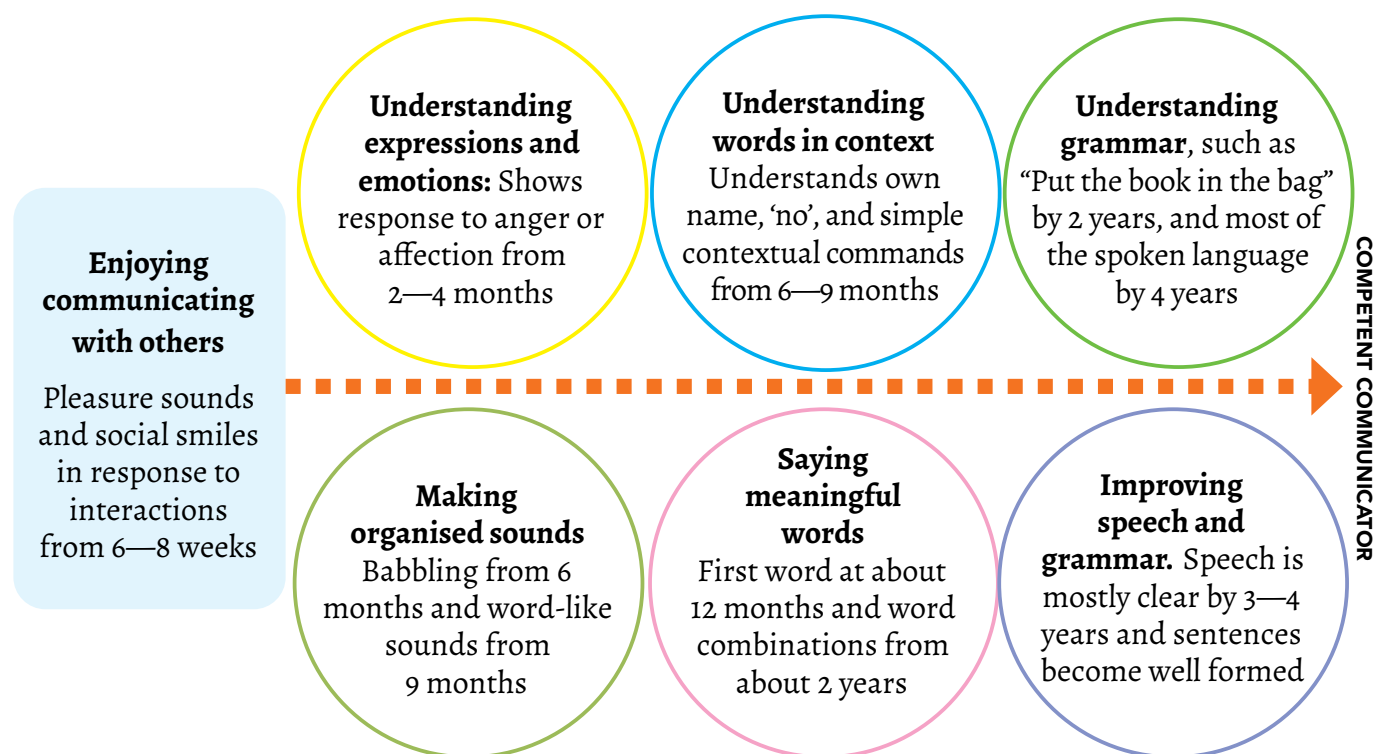 Enjoying
communicating
with others
Pleasure sounds
and social smiles
in response to
interactions
from 6—8 weeks
Understanding
expressions and
emotions: Shows
response to anger or
affection from
2—4 months
Understanding
words in context
Understands own
name, ‘no’, and simple
contextual commands
from 6—9 months
Understanding
grammar, such as
“Put the book in the bag”
by 2 years, and most of
the spoken language
by 4 years
Making
organised sounds
Babbling from 6
months and word-like
sounds from
9 months
Saying
meaningful
words
First word at about
12 months and word
combinations from
about 2 years
Improving
speech and
grammar. Speech is
mostly clear by 3—4
years and sentences
become well formed
COMPETENT COMMUNICATOR